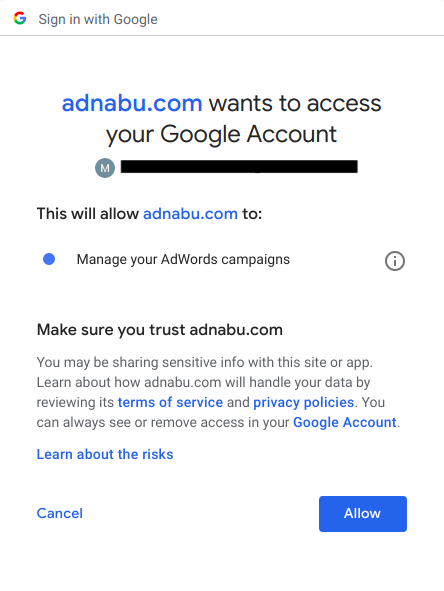 Sign in with Google
adnabu.com wants to access
your Google Account
M
This will allow adnabu.com to:
Manage your AdWords campaigns
Make sure you trust adnabu.com
You may be sharing sensitive info with this site or app.
Learn about how adnabu.com will handle your data by
reviewing its terms of service and privacy policies. You
can always see or remove access in your Google Account.
Learn about the risks
Cancel
Allow